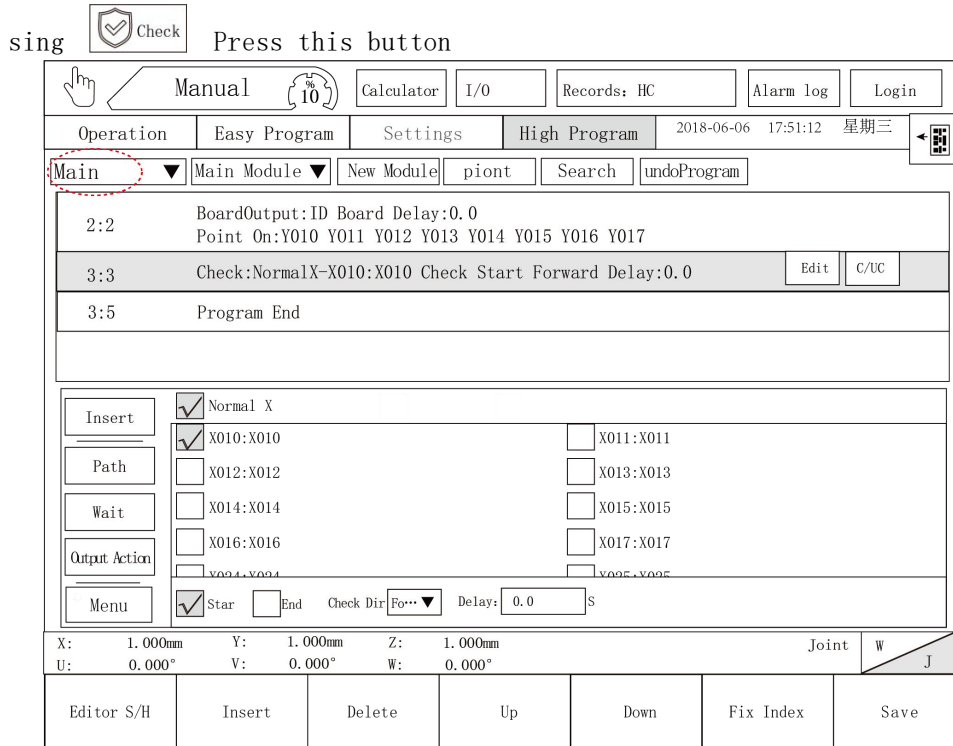 sing Check Press this button
Manual % 10 Calculator I/O Records: HC Alarm log Login
Operation Easy Program Settings High Program 2018-06-06 17:51:12 星期三
Main Main Module New Module piont Search undoProgram
2:2 BoardOutput:ID Board Delay:0.0
Point On:Y010 Y011 Y012 Y013 Y014 Y015 Y016 Y017
3:3 Check:NormalX-X010:X010 Check Start Forward Delay:0.0 Edit C/UC
3:5 Program End
Insert Normal X
X010:X010 X011:X011
Path X012:X012 X013:X013
Wait X014:X014 X015:X015
Output Action X016:X016 X017:X017
X024:X024 X025:X025
Menu Star End Check Dir Fo··· Delay: 0.0 S
X: 1.000mm Y: 1.000mm Z: 1.000mm Joint W
U: 0.000° V: 0.000° W: 0.000° J
Editor S/H Insert Delete Up Down Fix Index Save